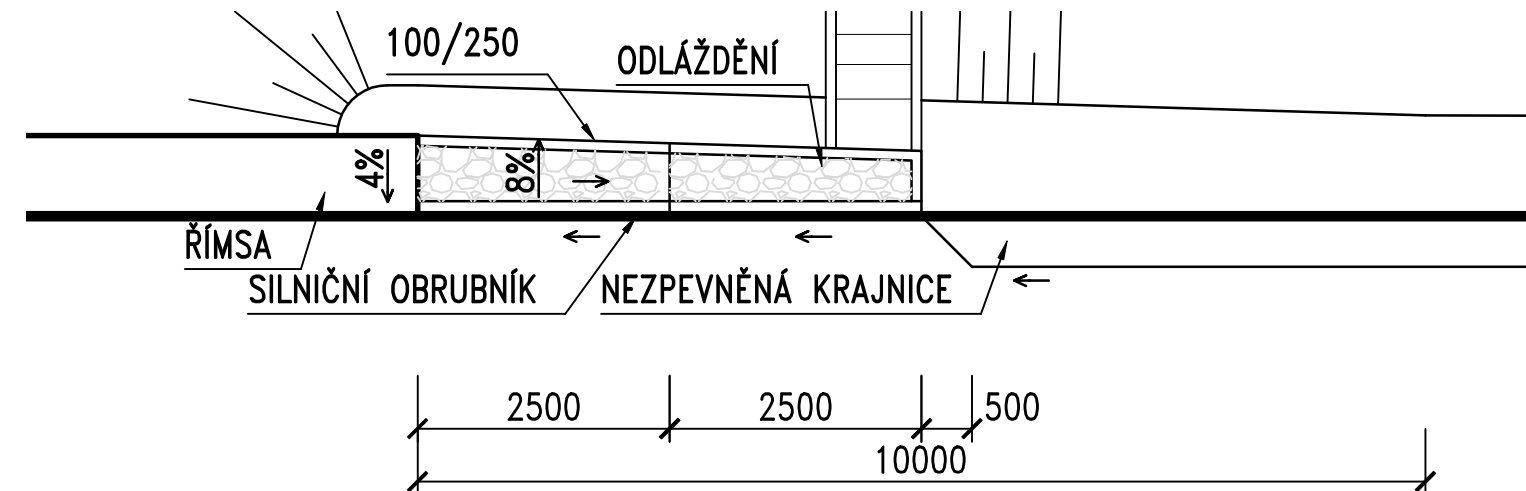 100/250
ODLÁŽDĚNÍ
4%
8%
ŘÍMSA
SILNIČNÍ OBRUBNÍK
NEZPEVNĚNÁ KRAJNICE
2500
2500
500
10000